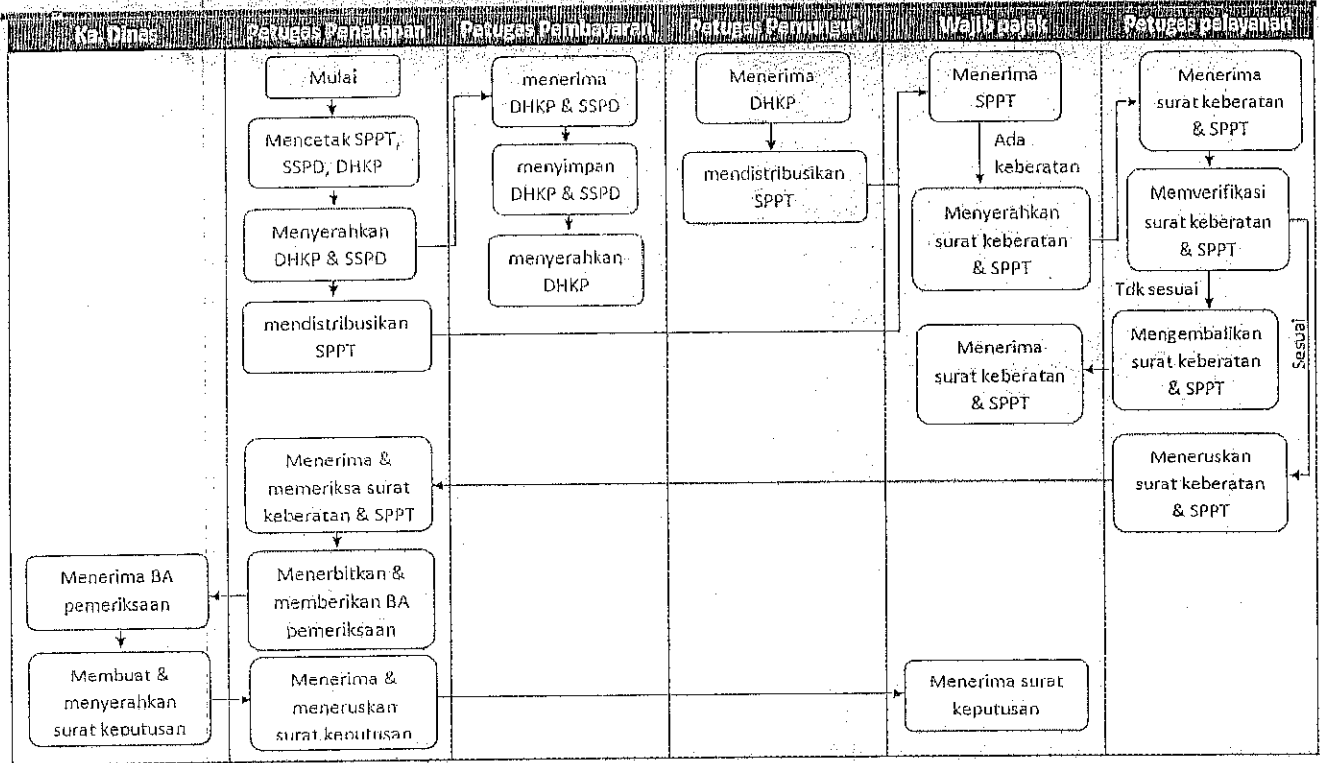 Ka. Dinas
Petugas Penetapan
Petugas Pembayaran
Petugas Pemungut
Wajib pajak
Petugas pelayanan
Mulai
Mencetak SPPT,
SSPD, DHKP
Menyerahkan
DHKP & SSPD
mendistribusikan
SPPT
menerima
DHKP & SSPD
menyimpan
DHKP & SSPD
menyerahkan
DHKP
Menerima
DHKP
mendistribusikan
SPPT
Menerima
SPPT
Ada
keberatan
Menyerahkan
surat keberatan
& SPPT
Menerima
surat keberatan
& SPPT
Menerima
surat keberatan
& SPPT
Memverifikasi
surat keberatan
& SPPT
Tdk sesuai
Sesuai
Mengembalikan
surat keberatan
& SPPT
Meneruskan
surat keberatan
& SPPT
Menerima &
memeriksa surat
keberatan & SPPT
Menerbitkan &
memberikan BA
pemeriksaan
Menerima BA
pemeriksaan
Membuat &
menyerahkan
surat keputusan
Menerima &
meneruskan
surat keputusan
Menerima surat
keputusan